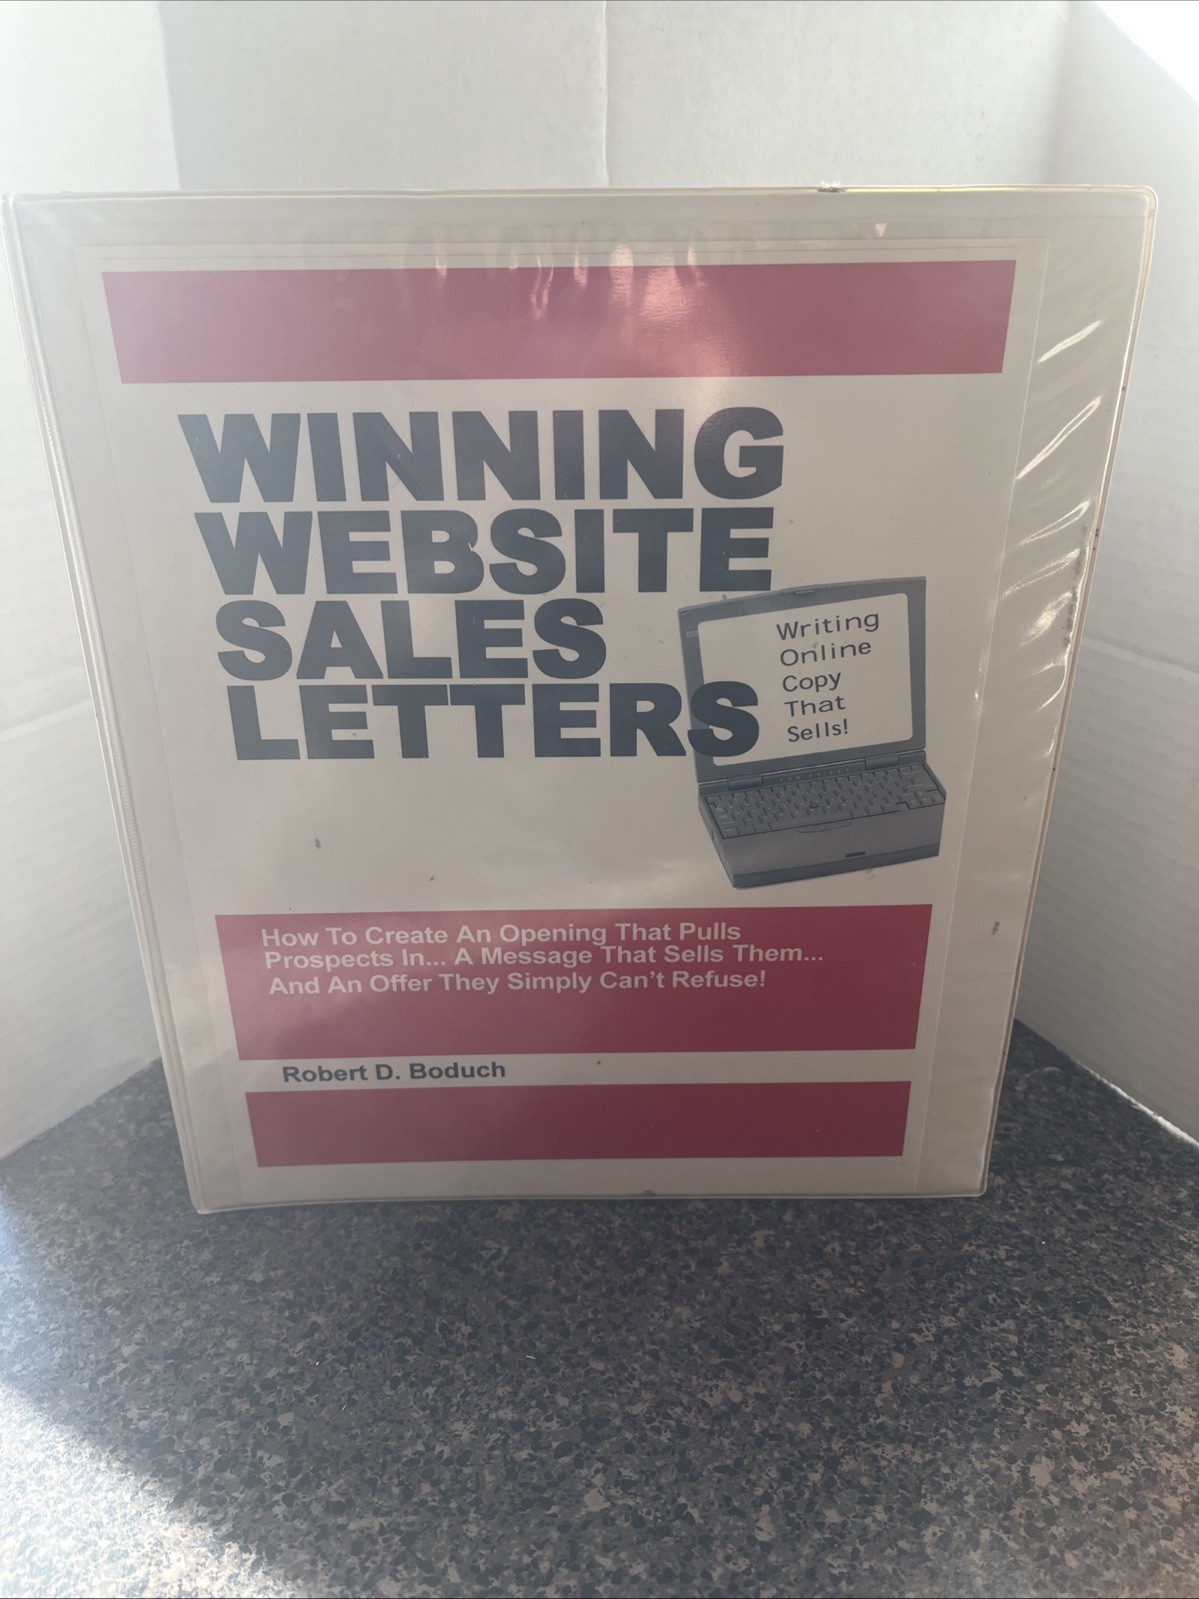 WINNING
WEBSITE
SALES
LETTERS
Writing
Online
Copy
That
Sells!
How To Create An Opening That Pulls
Prospects In... A Message That Sells Them...
And An Offer They Simply Can't Refuse!
Robert D. Boduch